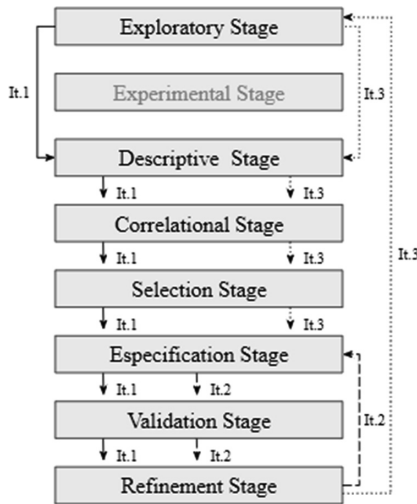 Exploratory Stage
It.1
It.3
Experimental Stage
Descriptive Stage
It.1
It.3
Correlational Stage
It.1
It.3
It.3
Selection Stage
It.1
It.3
Especification Stage
It.1
It.2
It.2
Validation Stage
It.1
It.2
Refinement Stage